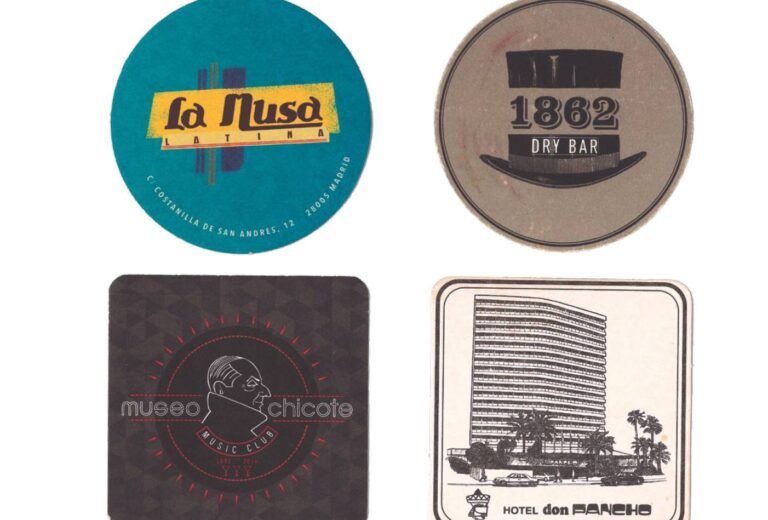 La Musa
LATINA
C/ COSTANILLA DE SAN ANDRES, 12 28005 MADRID
1862
DRY BAR
museo chicote
MUSIC CLUB
HOTEL don PANCHO